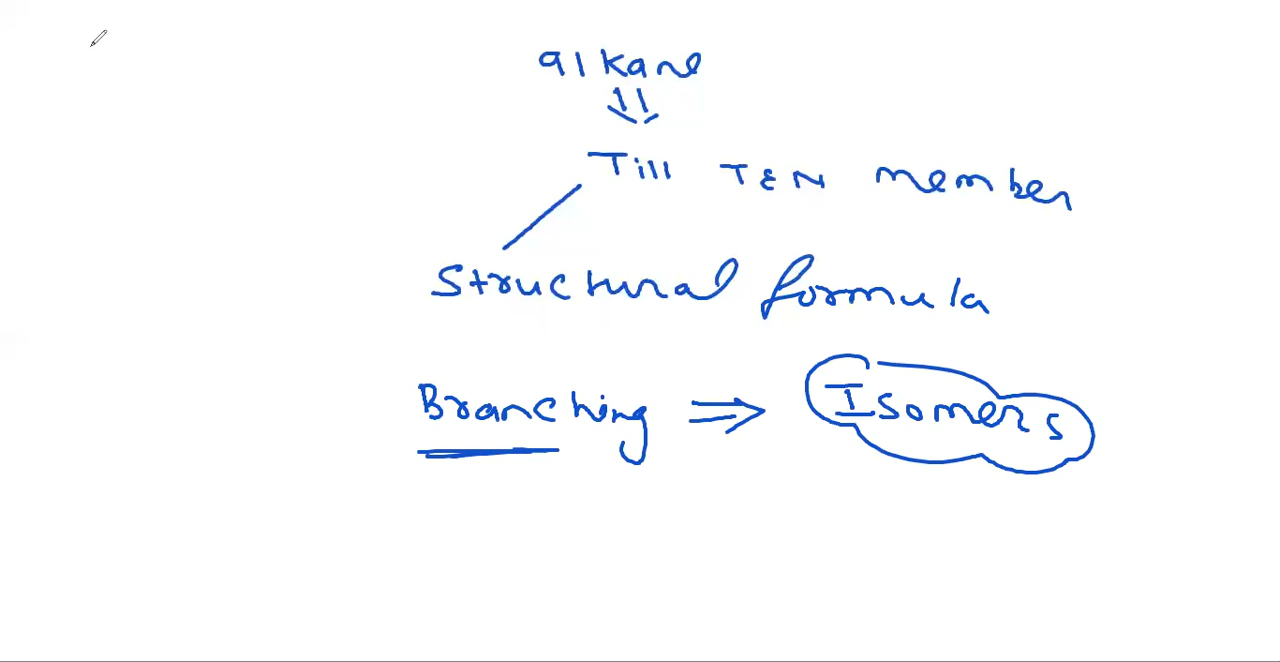 alkane
Till TEN member
Structural formula
Branching ⇒ Isomers